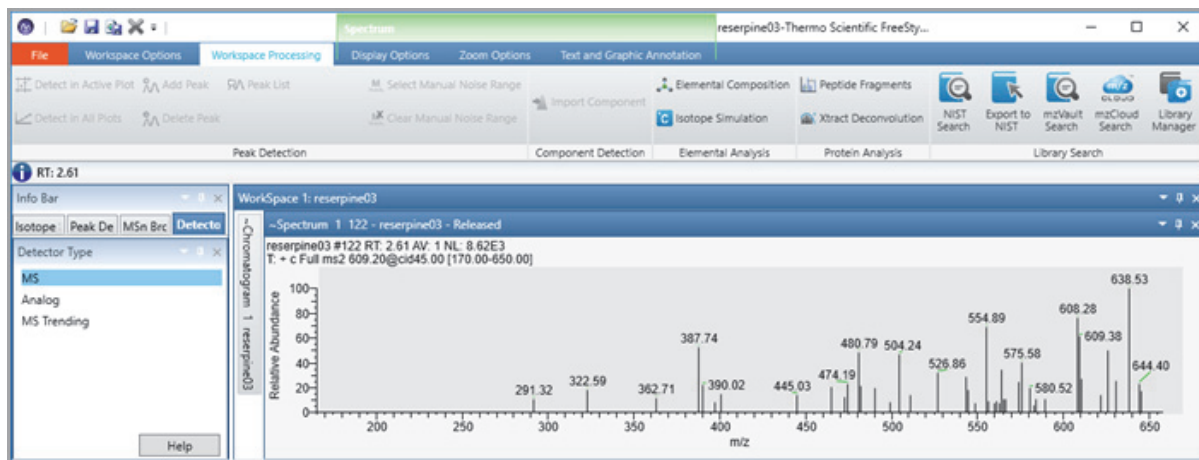 Spectrum
reserpine03-Thermo Scientific FreeSty...
File Workspace Options Workspace Processing Display Options Zoom Options Text and Graphic Annotation
Detect in Active Plot Add Peak Peak List Select Manual Noise Range Import Component Elemental Composition Peptide Fragments NIST Search Export to NIST mzVault Search mzCloud Search Library Manager
Detect in All Plots Delete Peak Clear Manual Noise Range Isotope Simulation Xtract Deconvolution
Peak Detection Component Detection Elemental Analysis Protein Analysis Library Search
RT: 2.61
Info Bar
Isotope Peak De MSn Brc Detecto
Detector Type
MS
Analog
MS Trending
Help
WorkSpace 1: reserpine03
~Chromatogram 1 reserpine03
~Spectrum 1 122 - reserpine03 - Released
reserpine03 #122 RT: 2.61 AV: 1 NL: 8.62E3
T: + c Full ms2 609.20@cid45.00 [170.00-650.00]
Relative Abundance
100
80
60
40
20
0
638.53
608.28
554.89
609.38
387.74
480.79
504.24
575.58
526.86
474.19
644.40
322.59
390.02
580.52
291.32
362.71
445.03
200 250 300 350 400 450 500 550 600 650
m/z